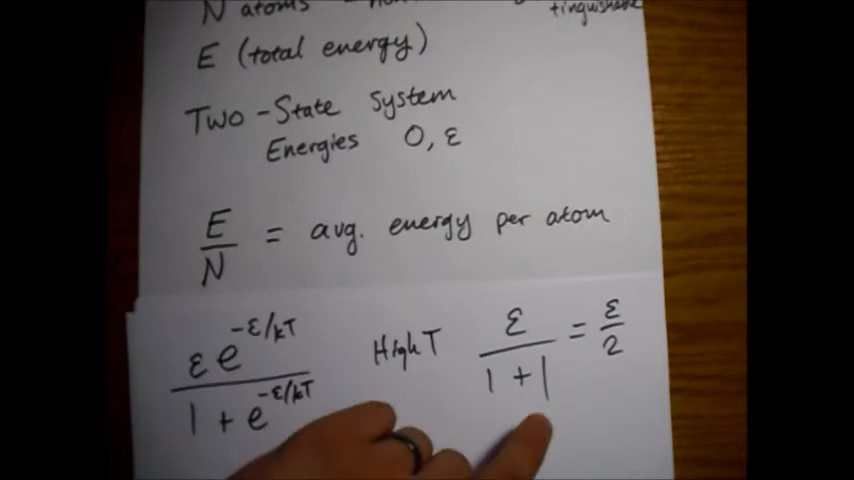 N atoms
tinguishable
E (total energy)
Two-State System
Energies 0, ε
E/N = avg. energy per atom
εe^(-ε/kT) / (1 + e^(-ε/kT)) High T ε / (1 + 1) = ε/2